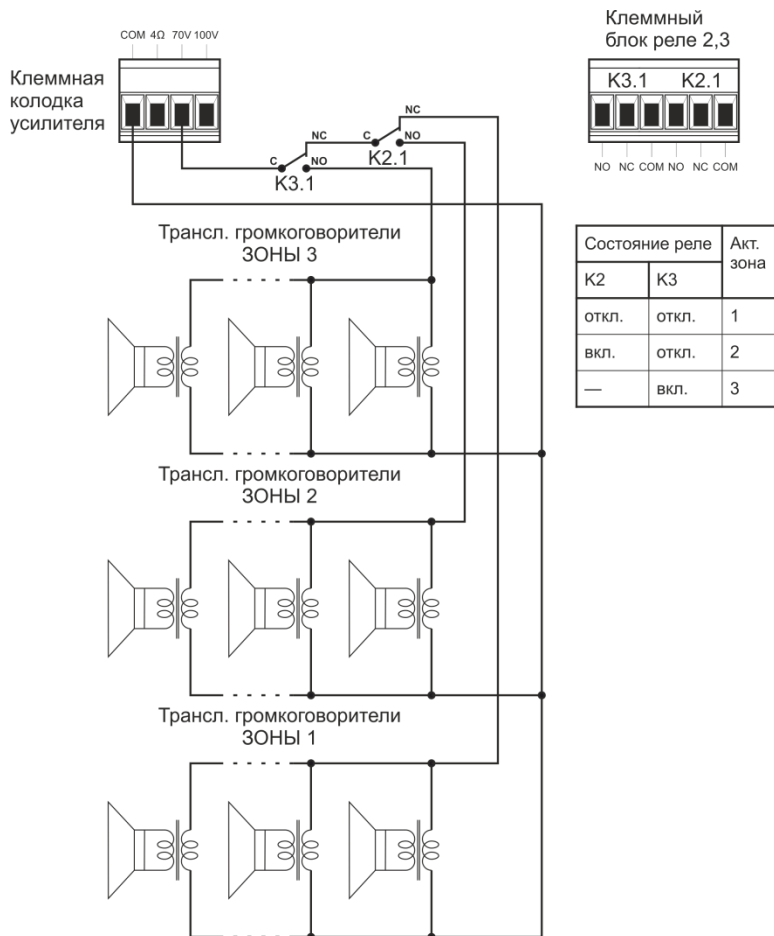 COM 4Ω 70V 100V
Клеммная
колодка
усилителя
Клеммный
блок реле 2,3
K3.1 K2.1
NO NC COM NO NC COM
NC
C NO
K2.1
NC
C NO
K3.1
Трансл. громкоговорители
ЗОНЫ 3
Состояние реле Акт.
зона
K2 K3
откл. откл. 1
вкл. откл. 2
— вкл. 3
Трансл. громкоговорители
ЗОНЫ 2
Трансл. громкоговорители
ЗОНЫ 1